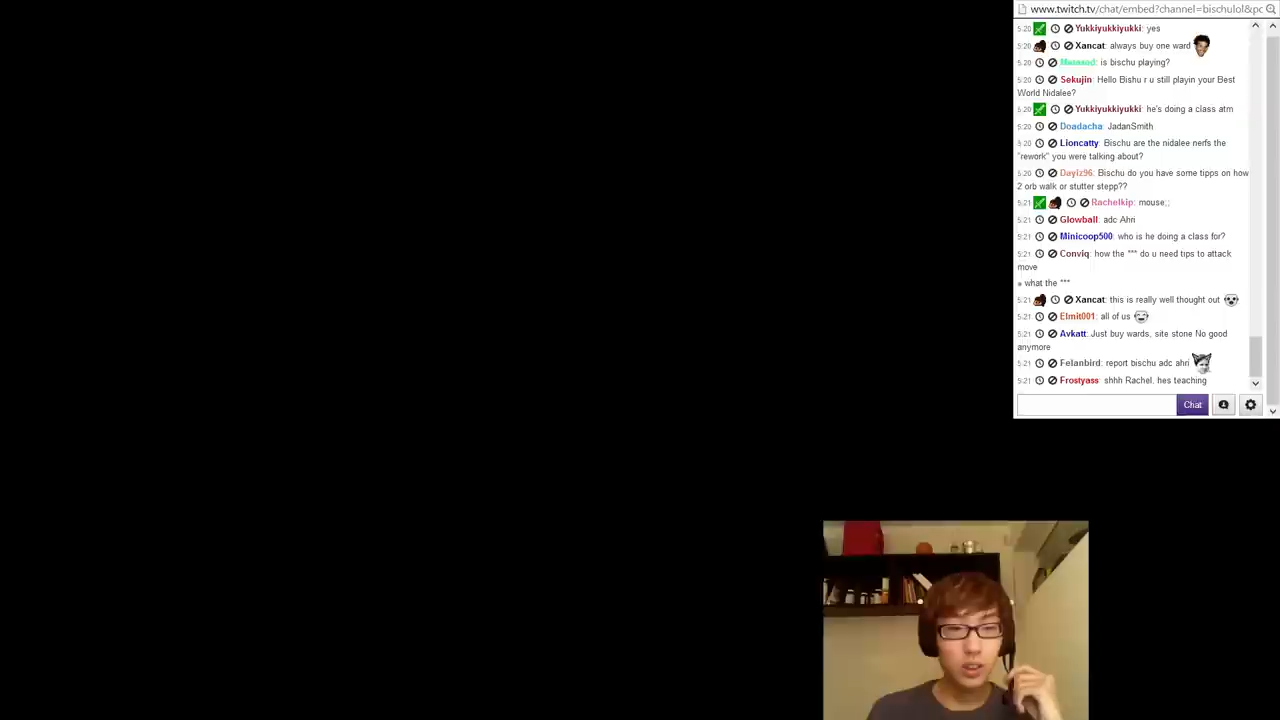 www.twitch.tv/chat/embed?channel=bischulol&pc
5:20 Yukkiyukkiyukki: yes
5:20 Xancat: always buy one ward
5:20 is bischu playing?
5:20 Sekujin: Hello Bishu r u still playin your Best
World Nidalee?
5:20 Yukkiyukkiyukki: he's doing a class atm
5:20 Doadacha: JadanSmith
5:20 Lioncatty: Bischu are the nidalee nerfs the
"rework" you were talking about?
5:20 Dayiz96: Bischu do you have some tipps on how
2 orb walk or stutter stepp??
5:21 Rachelkip: mouse;;
5:21 Glowball: adc Ahri
5:21 Minicoop500: who is he doing a class for?
5:21 Conviq: how the *** do u need tips to attack
move
what the ***
5:21 Xancat: this is really well thought out
5:21 Elmit001: all of us
5:21 Avkatt: Just buy wards, site stone No good
anymore
5:21 Felanbird: report bischu adc ahri
5:21 Frostyass: shhh Rachel. hes teaching
Chat